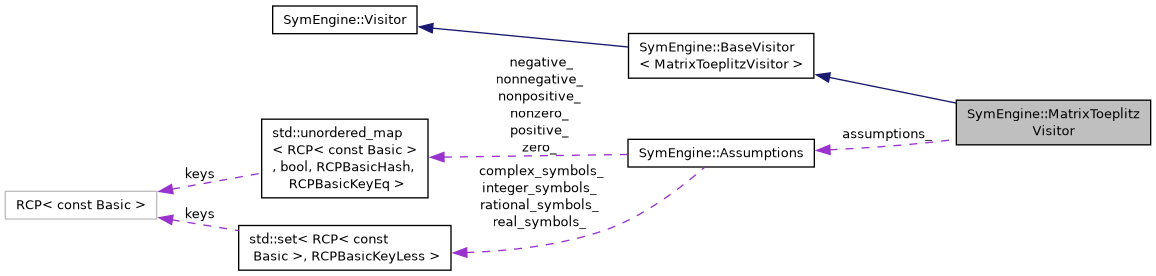 SymEngine::Visitor
SymEngine::BaseVisitor
< MatrixToeplitzVisitor >
negative_
nonnegative_
nonpositive_
nonzero_
positive_
zero_
SymEngine::MatrixToeplitz
Visitor
std::unordered_map
< RCP< const Basic >
, bool, RCPBasicHash,
RCPBasicKeyEq >
assumptions_
SymEngine::Assumptions
keys
complex_symbols_
integer_symbols_
rational_symbols_
real_symbols_
RCP< const Basic >
keys
std::set< RCP< const
Basic >, RCPBasicKeyLess >